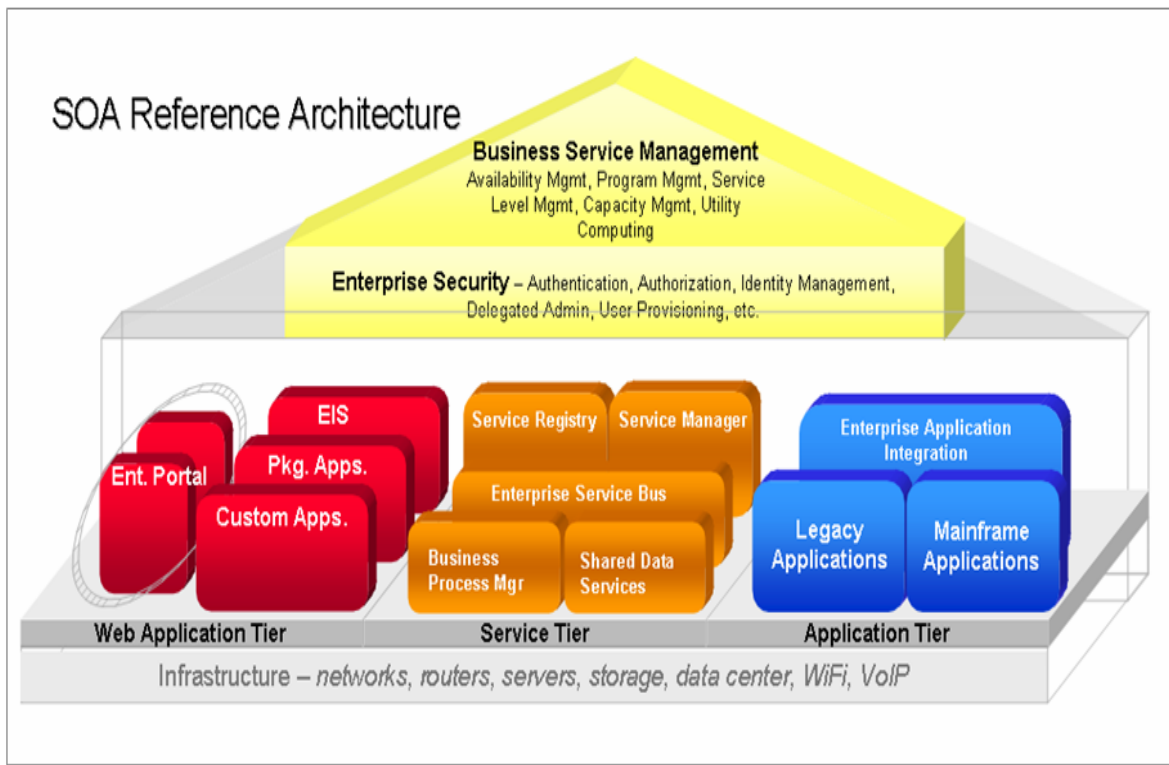 SOA Reference Architecture
Business Service Management
Availability Mgmt, Program Mgmt, Service
Level Mgmt, Capacity Mgmt, Utility
Computing
Enterprise Security – Authentication, Authorization, Identity Management,
Delegated Admin, User Provisioning, etc.
Ent. Portal
EIS
Pkg. Apps.
Custom Apps.
Service Registry
Service Manager
Enterprise Service Bus
Business
Process Mgr
Shared Data
Services
Enterprise Application
Integration
Legacy
Applications
Mainframe
Applications
Web Application Tier
Service Tier
Application Tier
Infrastructure – networks, routers, servers, storage, data center, WiFi, VoIP